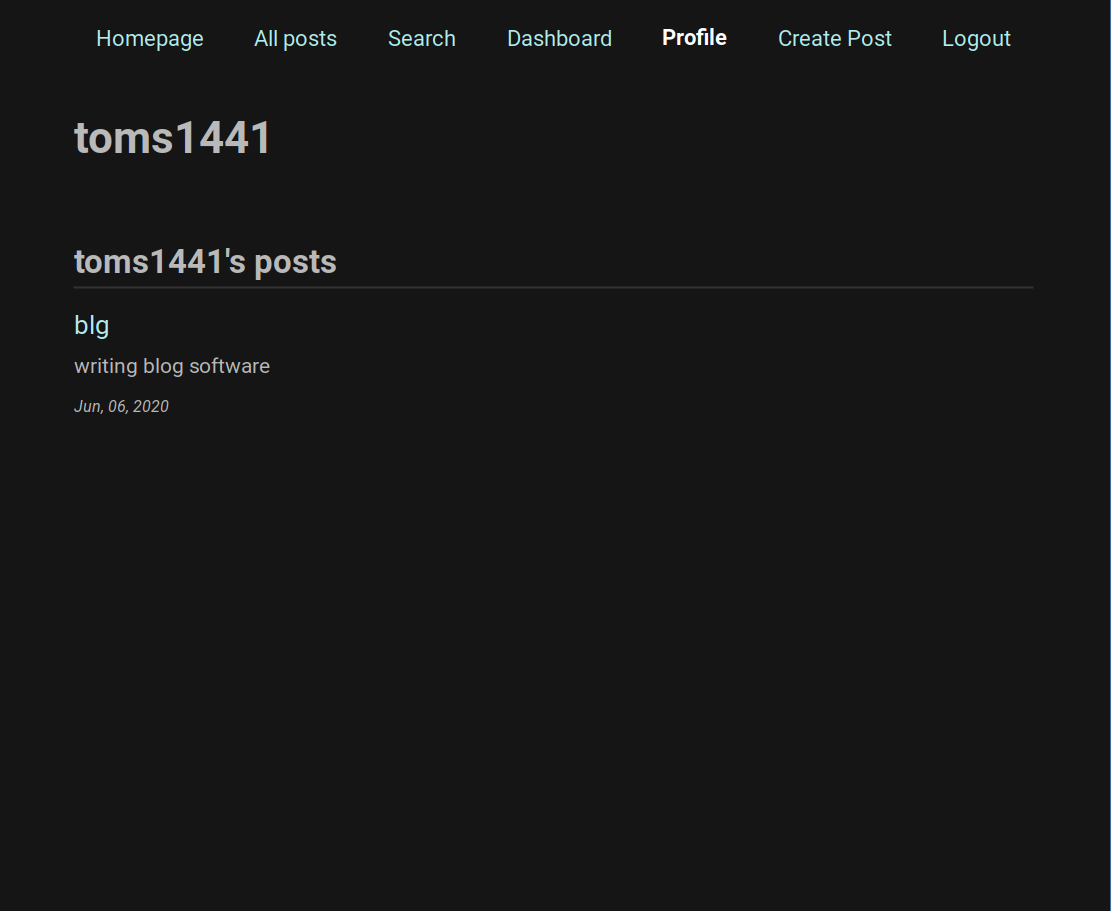 Homepage All posts Search Dashboard Profile Create Post Logout
toms1441
toms1441's posts
blg
writing blog software
Jun, 06, 2020